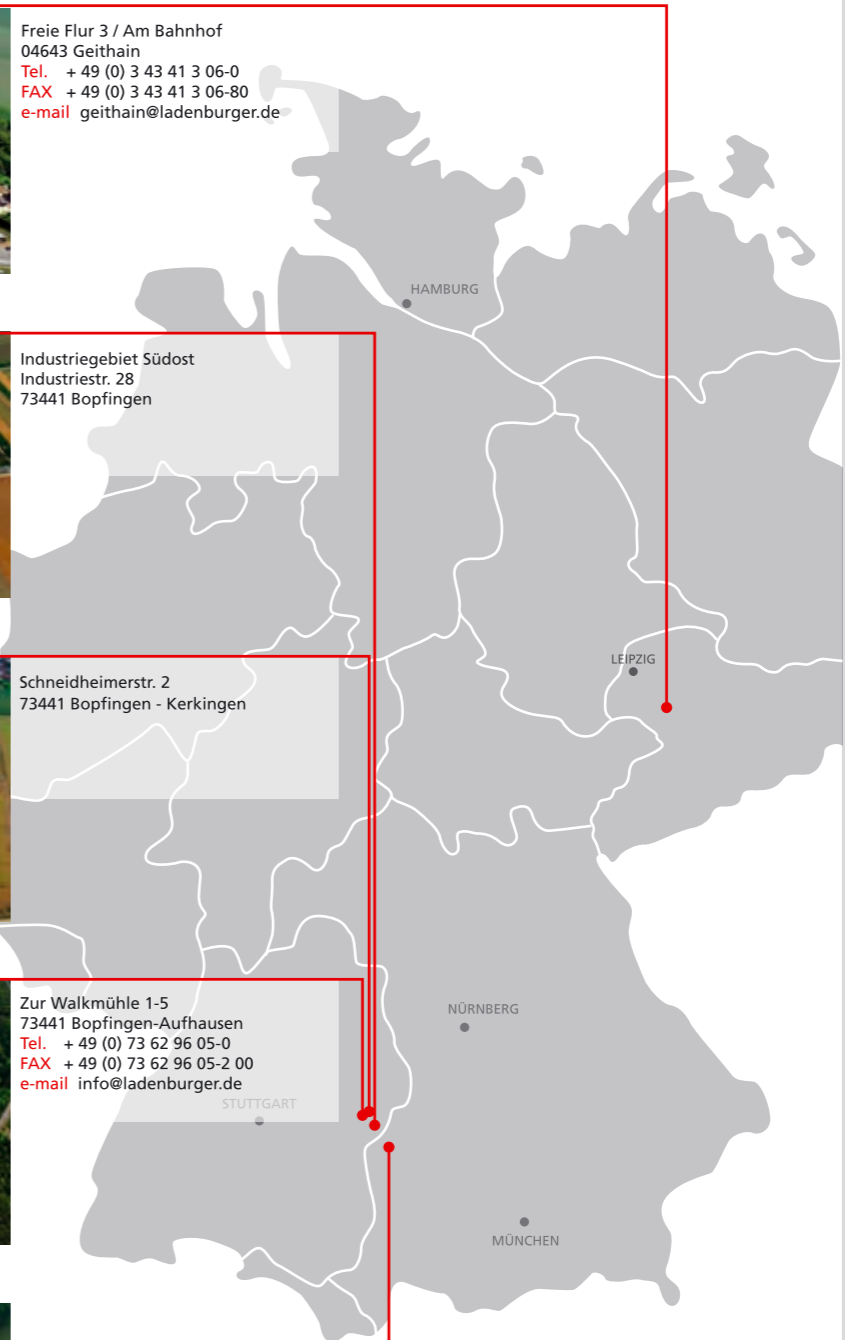 Freie Flur 3 / Am Bahnhof
04643 Geithain
Tel. + 49 (0) 3 43 41 3 06-0
FAX + 49 (0) 3 43 41 3 06-80
e-mail geithain@ladenburger.de
HAMBURG
Industriegebiet Südost
Industriestr. 28
73441 Bopfingen
LEIPZIG
Schneidheimerstr. 2
73441 Bopfingen - Kerkingen
Zur Walkmühle 1-5
73441 Bopfingen-Aufhausen
Tel. + 49 (0) 73 62 96 05-0
FAX + 49 (0) 73 62 96 05-2 00
e-mail info@ladenburger.de
NÜRNBERG
STUTTGART
MÜNCHEN